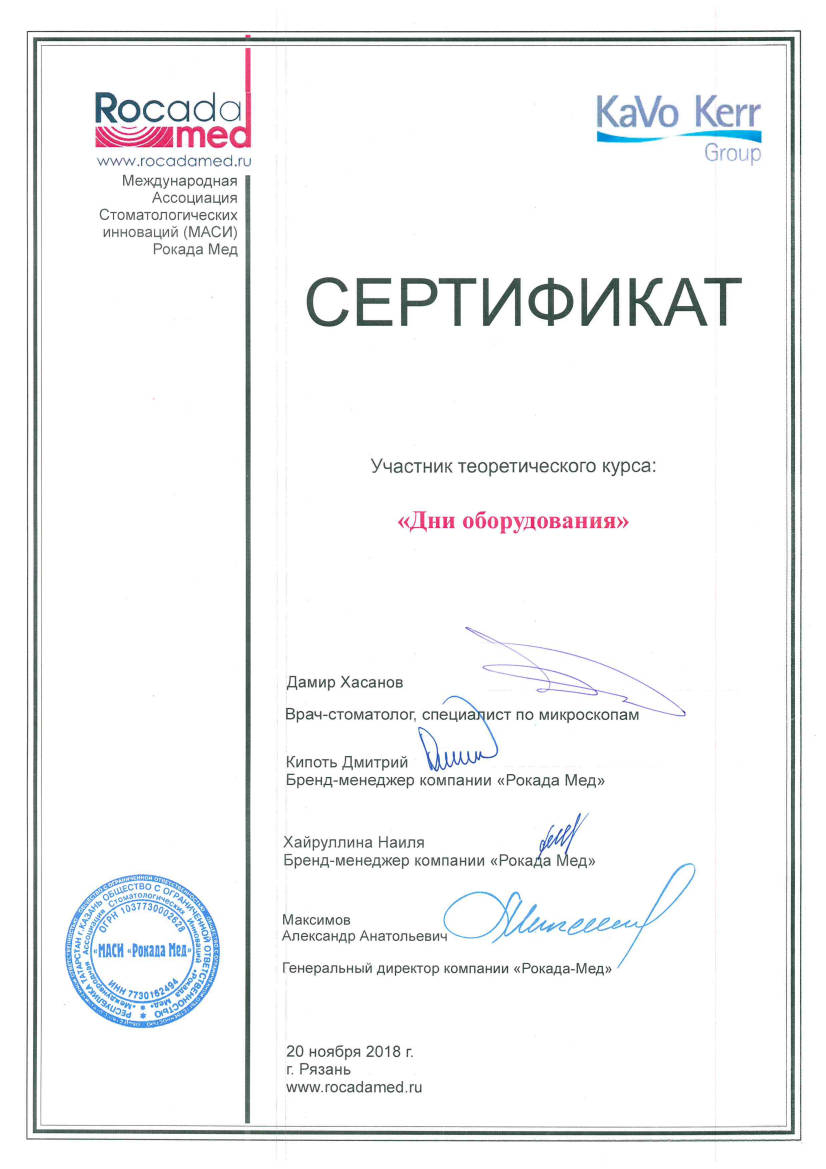 Rocada
med
www.rocadamed.ru
Международная
Ассоциация
Стоматологических
инноваций (МАСИ)
Рокада Мед
KaVo Kerr
Group
СЕРТИФИКАТ
Участник теоретического курса:
«Дни оборудования»
Дамир Хасанов
Врач-стоматолог, специалист по микроскопам
Кипоть Дмитрий
Бренд-менеджер компании «Рокада Мед»
Хайруллина Наиля
Бренд-менеджер компании «Рокада Мед»
Максимов
Александр Анатольевич
Генеральный директор компании «Рокада-Мед»
РЕСПУБЛИКА ТАТАРСТАН г.КАЗАНЬ ОБЩЕСТВО С ОГРАНИЧЕННОЙ ОТВЕТСТВЕННОСТЬЮ
Международная Ассоциация Стоматологических Инноваций «Рокада Мед»
ОГРН 1037730002628
«МАСИ «Рокада Мед»
ИНН 7730162494
20 ноября 2018 г.
г. Рязань
www.rocadamed.ru